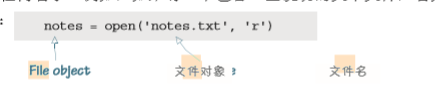 notes = open('notes.txt', 'r')
File object 文件对象 文件名